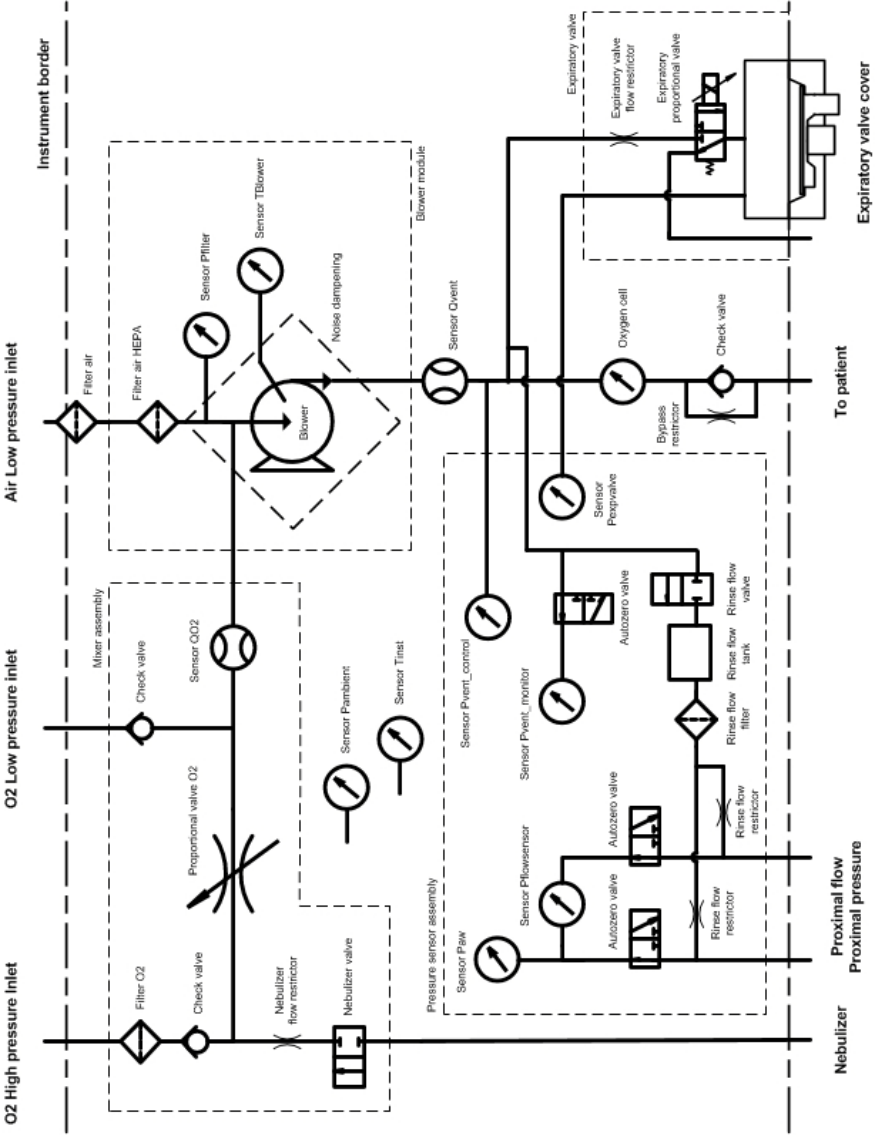 O2 High pressure Inlet
O2 Low pressure inlet
Air Low pressure inlet
Instrument border
Filter air
Mixer assembly
Filter O2
Check valve
Check valve
Filter air HEPA
Sensor Pfilter
Sensor TBlower
Proportional valve O2
Sensor QO2
Blower
Noise dampening
Blower module
Nebulizer
flow restrictor
Nebulizer valve
Sensor Pambient
Sensor Tinst
Sensor Qvent
Pressure sensor assembly
Sensor Paw
Sensor Pflowsensor
Sensor Pvent_control
Sensor Pvent_monitor
Sensor
Pexpvalve
Autozero valve
Autozero valve
Autozero valve
Rinse flow
restrictor
Rinse flow
restrictor
Rinse flow
filter
Rinse flow
tank
Rinse flow
valve
Oxygen cell
Bypass
restrictor
Check valve
Expiratory valve
Expiratory valve
flow restrictor
Expiratory
proportional valve
Nebulizer
Proximal flow
Proximal pressure
To patient
Expiratory valve cover